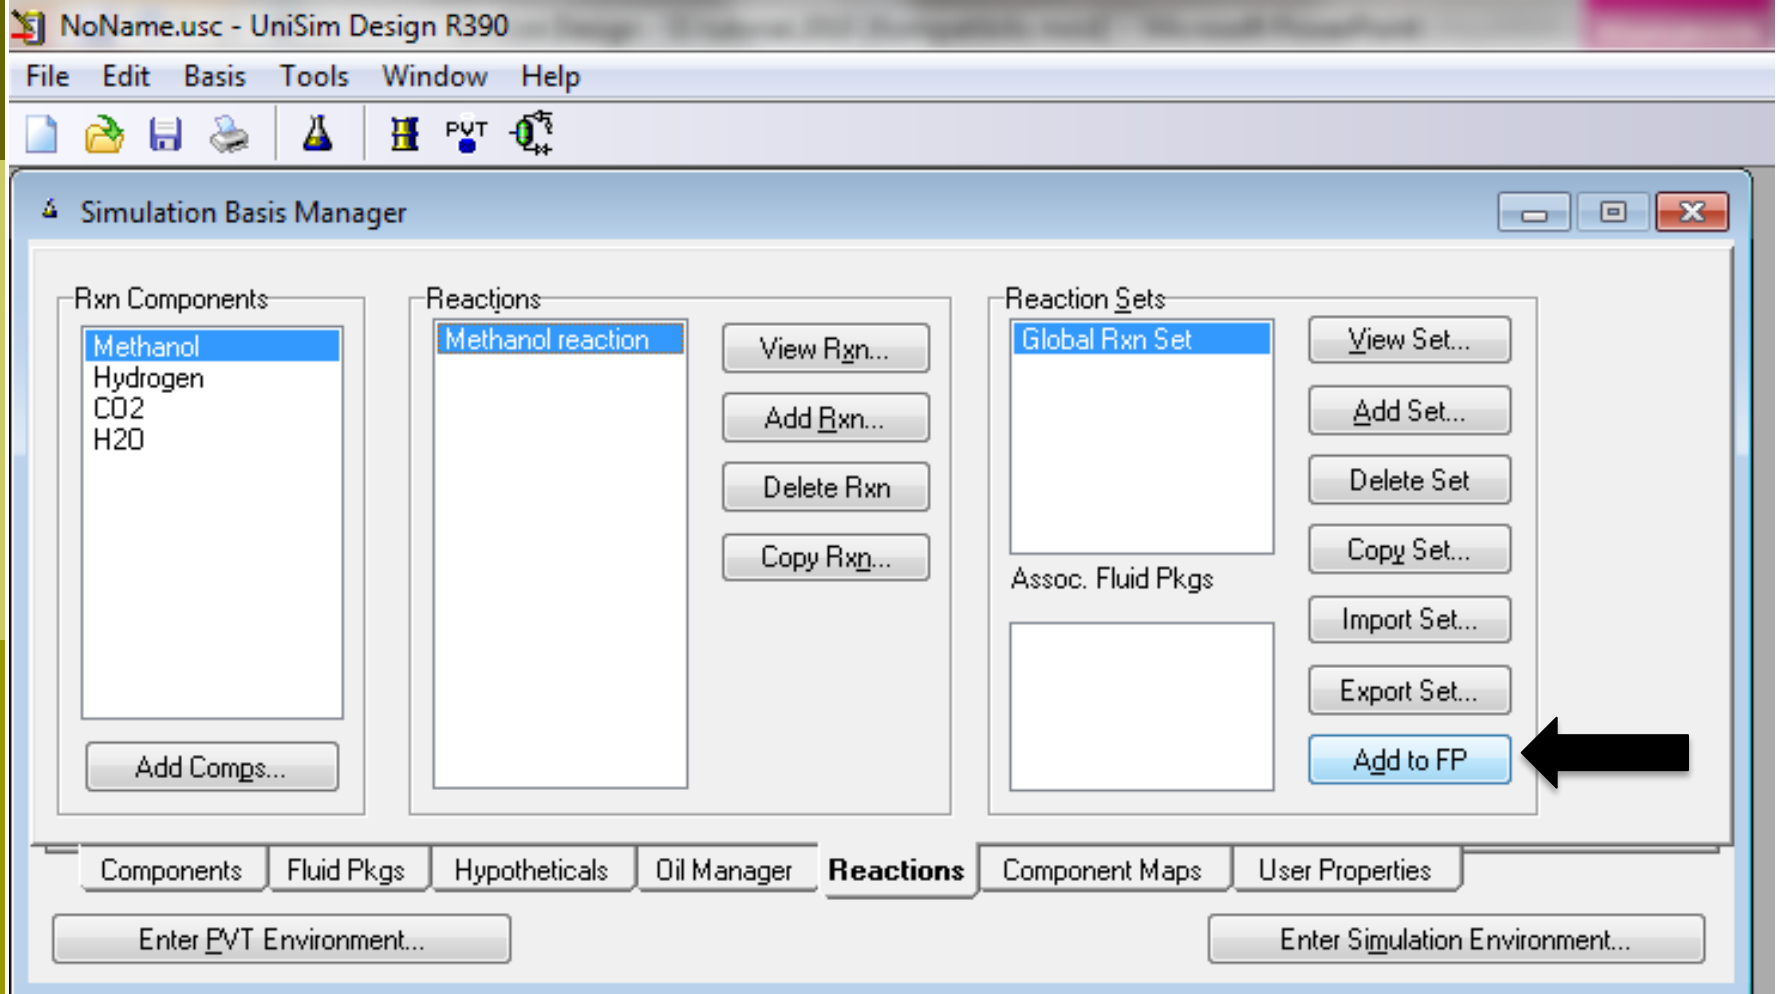 NoName.usc - UniSim Design R390
File Edit Basis Tools Window Help
PVT
Simulation Basis Manager
Rxn Components
Methanol
Hydrogen
CO2
H2O
Add Comps...
Reactions
Methanol reaction
View Rxn...
Add Rxn...
Delete Rxn
Copy Rxn...
Reaction Sets
Global Rxn Set
Assoc. Fluid Pkgs
View Set...
Add Set...
Delete Set
Copy Set...
Import Set...
Export Set...
Add to FP
Components Fluid Pkgs Hypotheticals Oil Manager Reactions Component Maps User Properties
Enter PVT Environment... Enter Simulation Environment...